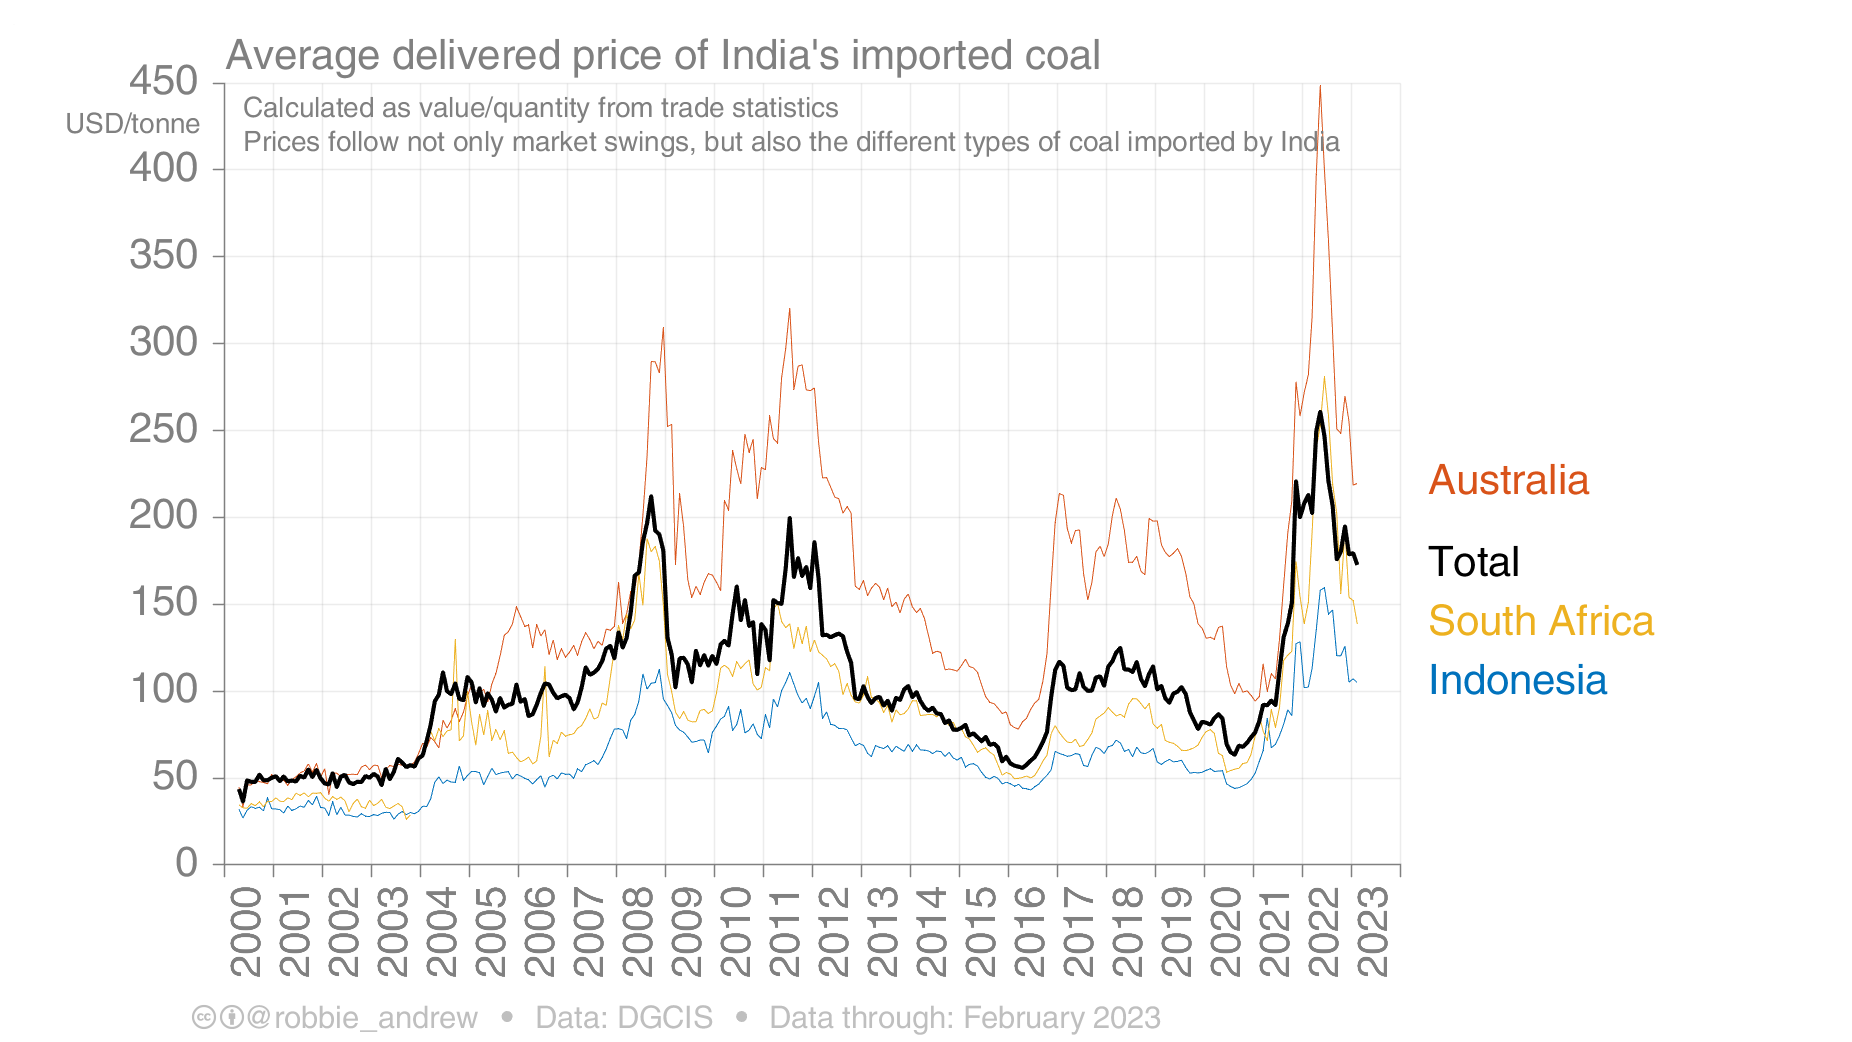 Average delivered price of India's imported coal
450
USD/tonne
Calculated as value/quantity from trade statistics
Prices follow not only market swings, but also the different types of coal imported by India
400
350
300
250
200
150
100
50
0
Australia
Total
South Africa
Indonesia
2000 2001 2002 2003 2004 2005 2006 2007 2008 2009 2010 2011 2012 2013 2014 2015 2016 2017 2018 2019 2020 2021 2022 2023
cc @robbie_andrew • Data: DGCIS • Data through: February 2023